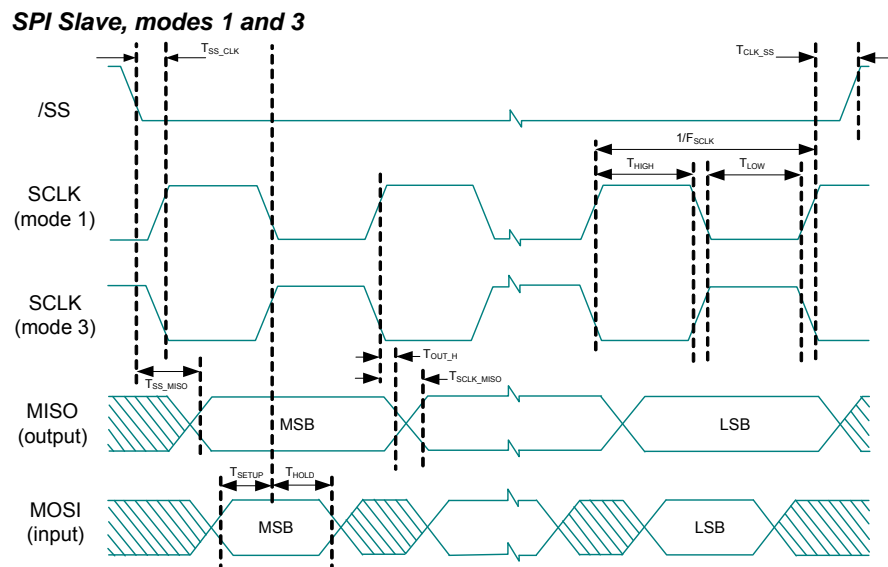 SPI Slave, modes 1 and 3
TSS_CLK
TCLK_SS
/SS
1/FSCLK
THIGH
TLOW
SCLK
(mode 1)
SCLK
(mode 3)
TOUT_H
TSS_MISO
TSCLK_MISO
MISO
(output)
MSB
LSB
TSETUP
THOLD
MOSI
(input)
MSB
LSB